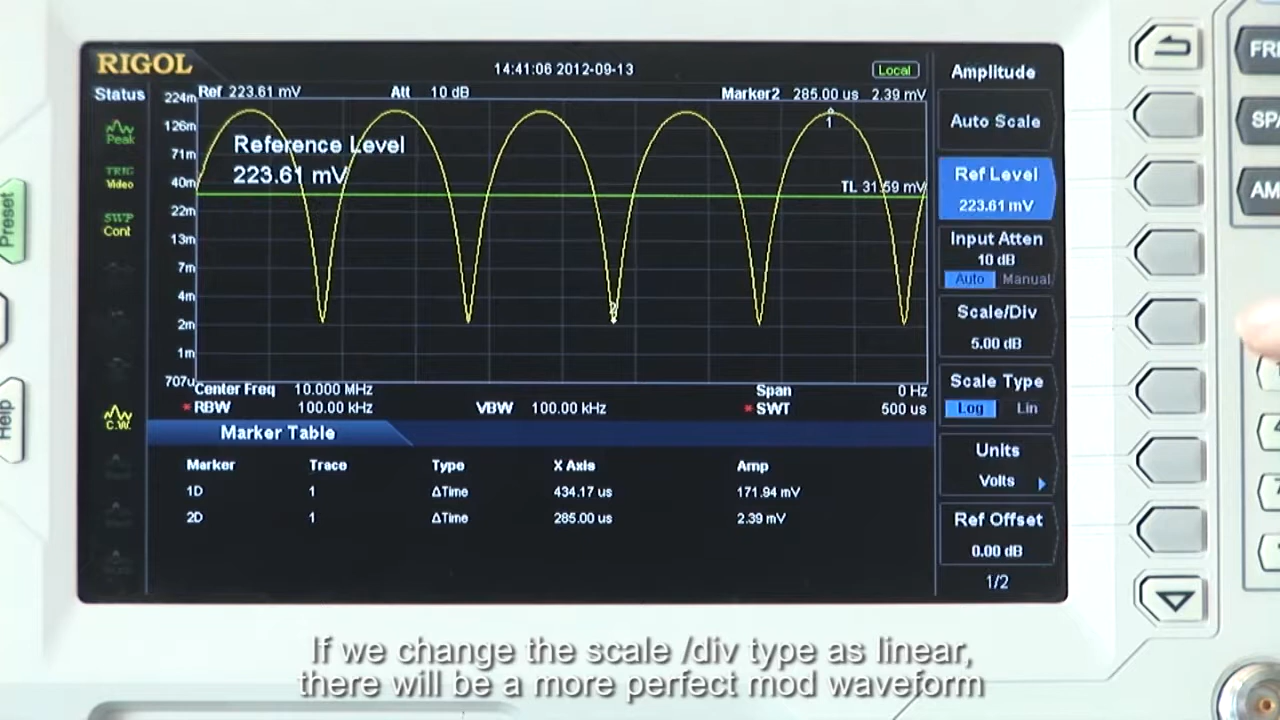 RIGOL
14:41:06 2012-09-13
Local
Status
Ref 223.61 mV
Att 10 dB
Marker2 285.00 us 2.39 mV
Peak
TRIG
Video
SWP
Cont
C.W.
224m
126m
71m
40m
22m
13m
7m
4m
2m
1m
707u
Reference Level
223.61 mV
1
2
TL 31.59 mV
Center Freq 10.000 MHz
Span 0 Hz
*RBW 100.00 kHz
VBW 100.00 kHz
*SWT 500 us
Marker Table
Marker Trace Type X Axis Amp
1D 1 ΔTime 434.17 us 171.94 mV
2D 1 ΔTime 285.00 us 2.39 mV
Amplitude
Auto Scale
Ref Level
223.61 mV
Input Atten
10 dB
Auto Manual
Scale/Div
5.00 dB
Scale Type
Log Lin
Units
Volts
Ref Offset
0.00 dB
1/2
Preset
Help
If we change the scale /div type as linear,
there will be a more perfect mod waveform